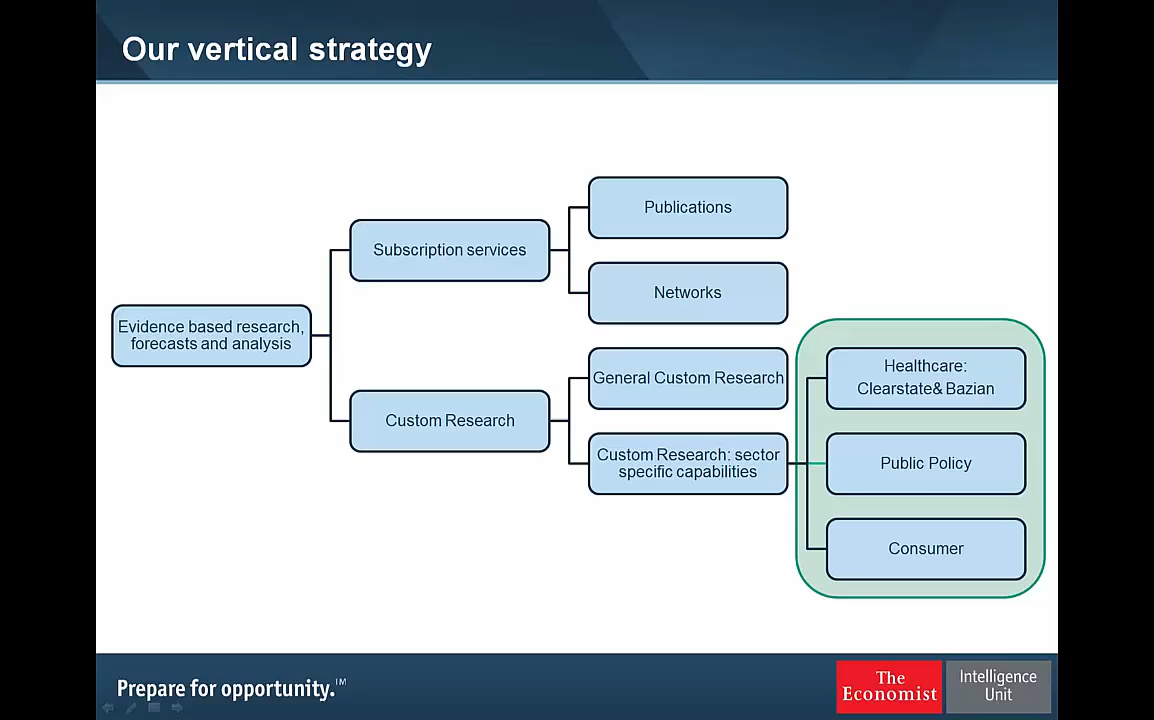 Our vertical strategy
Publications
Subscription services
Networks
Evidence based research,
forecasts and analysis
General Custom Research
Custom Research
Custom Research: sector
specific capabilities
Healthcare:
Clearstate& Bazian
Public Policy
Consumer
Prepare for opportunity.™
The
Economist
Intelligence
Unit